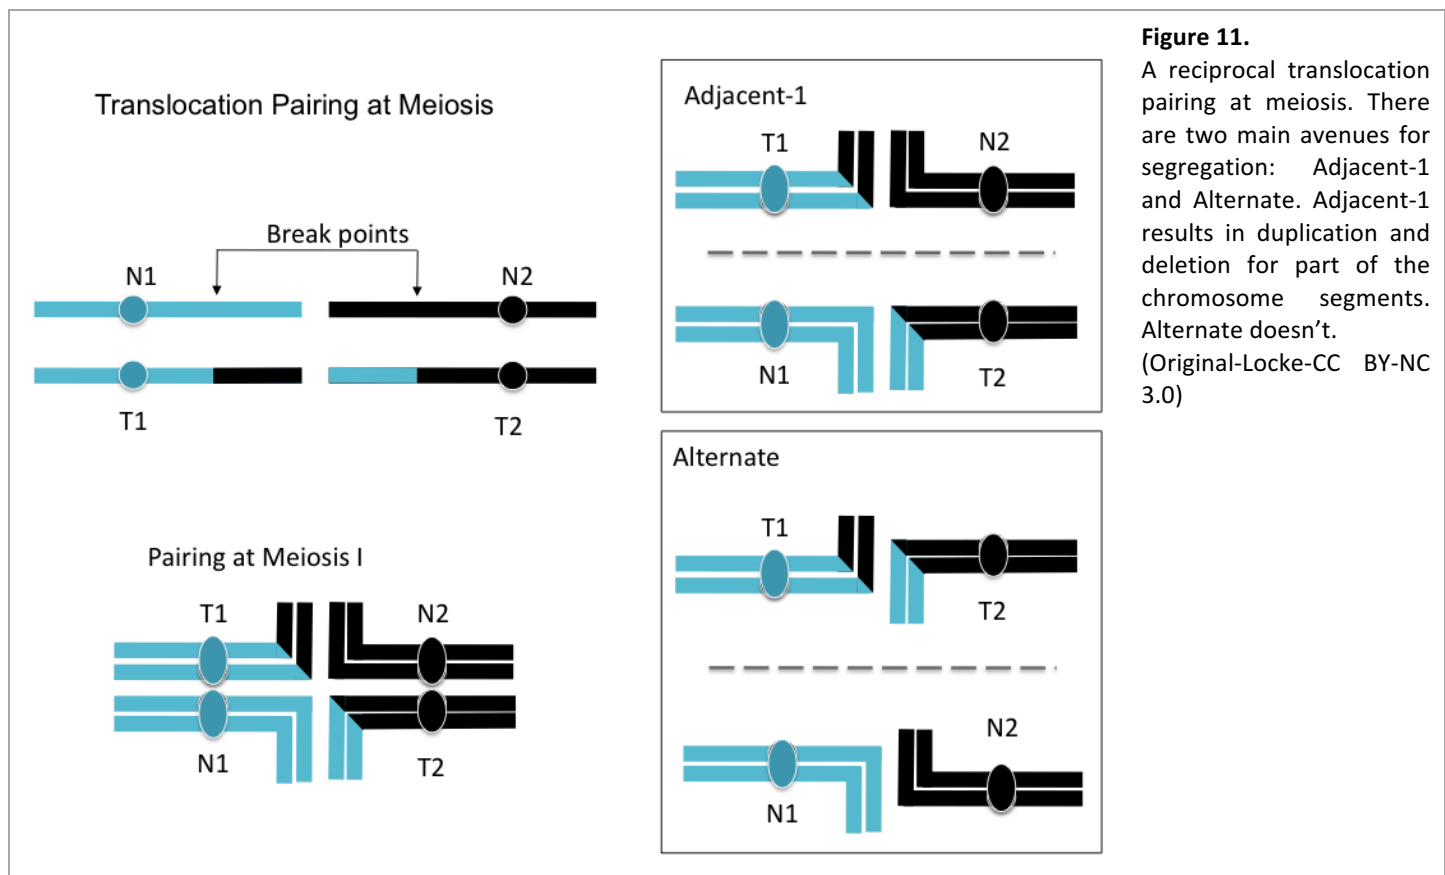 Translocation Pairing at Meiosis
Break points
N1
N2
T1
T2
Pairing at Meiosis I
T1
N2
N1
T2
Adjacent-1
T1
N2
N1
T2
Alternate
T1
T2
N2
N1
Figure 11.
A reciprocal translocation
pairing at meiosis. There
are two main avenues for
segregation: Adjacent-1
and Alternate. Adjacent-1
results in duplication and
deletion for part of the
chromosome segments.
Alternate doesn’t.
(Original-Locke-CC BY-NC
3.0)